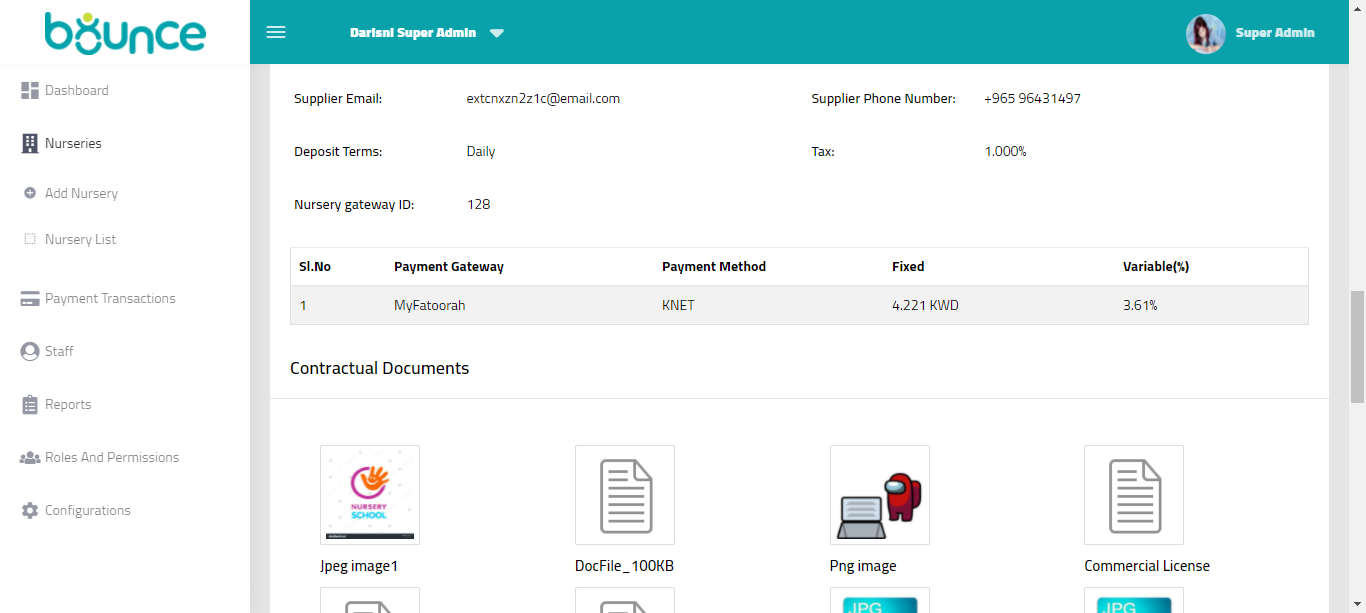 bounce
Darisni Super Admin
Super Admin
Dashboard
Nurseries
Add Nursery
Nursery List
Payment Transactions
Staff
Reports
Roles And Permissions
Configurations
Supplier Email: extcnxzn2z1c@email.com Supplier Phone Number: +965 96431497
Deposit Terms: Daily Tax: 1.000%
Nursery gateway ID: 128
Sl.No Payment Gateway Payment Method Fixed Variable(%)
1 MyFatoorah KNET 4.221 KWD 3.61%
Contractual Documents
NURSERY
SCHOOL
Jpeg image1 DocFile_100KB Png image Commercial License
JPG JPG